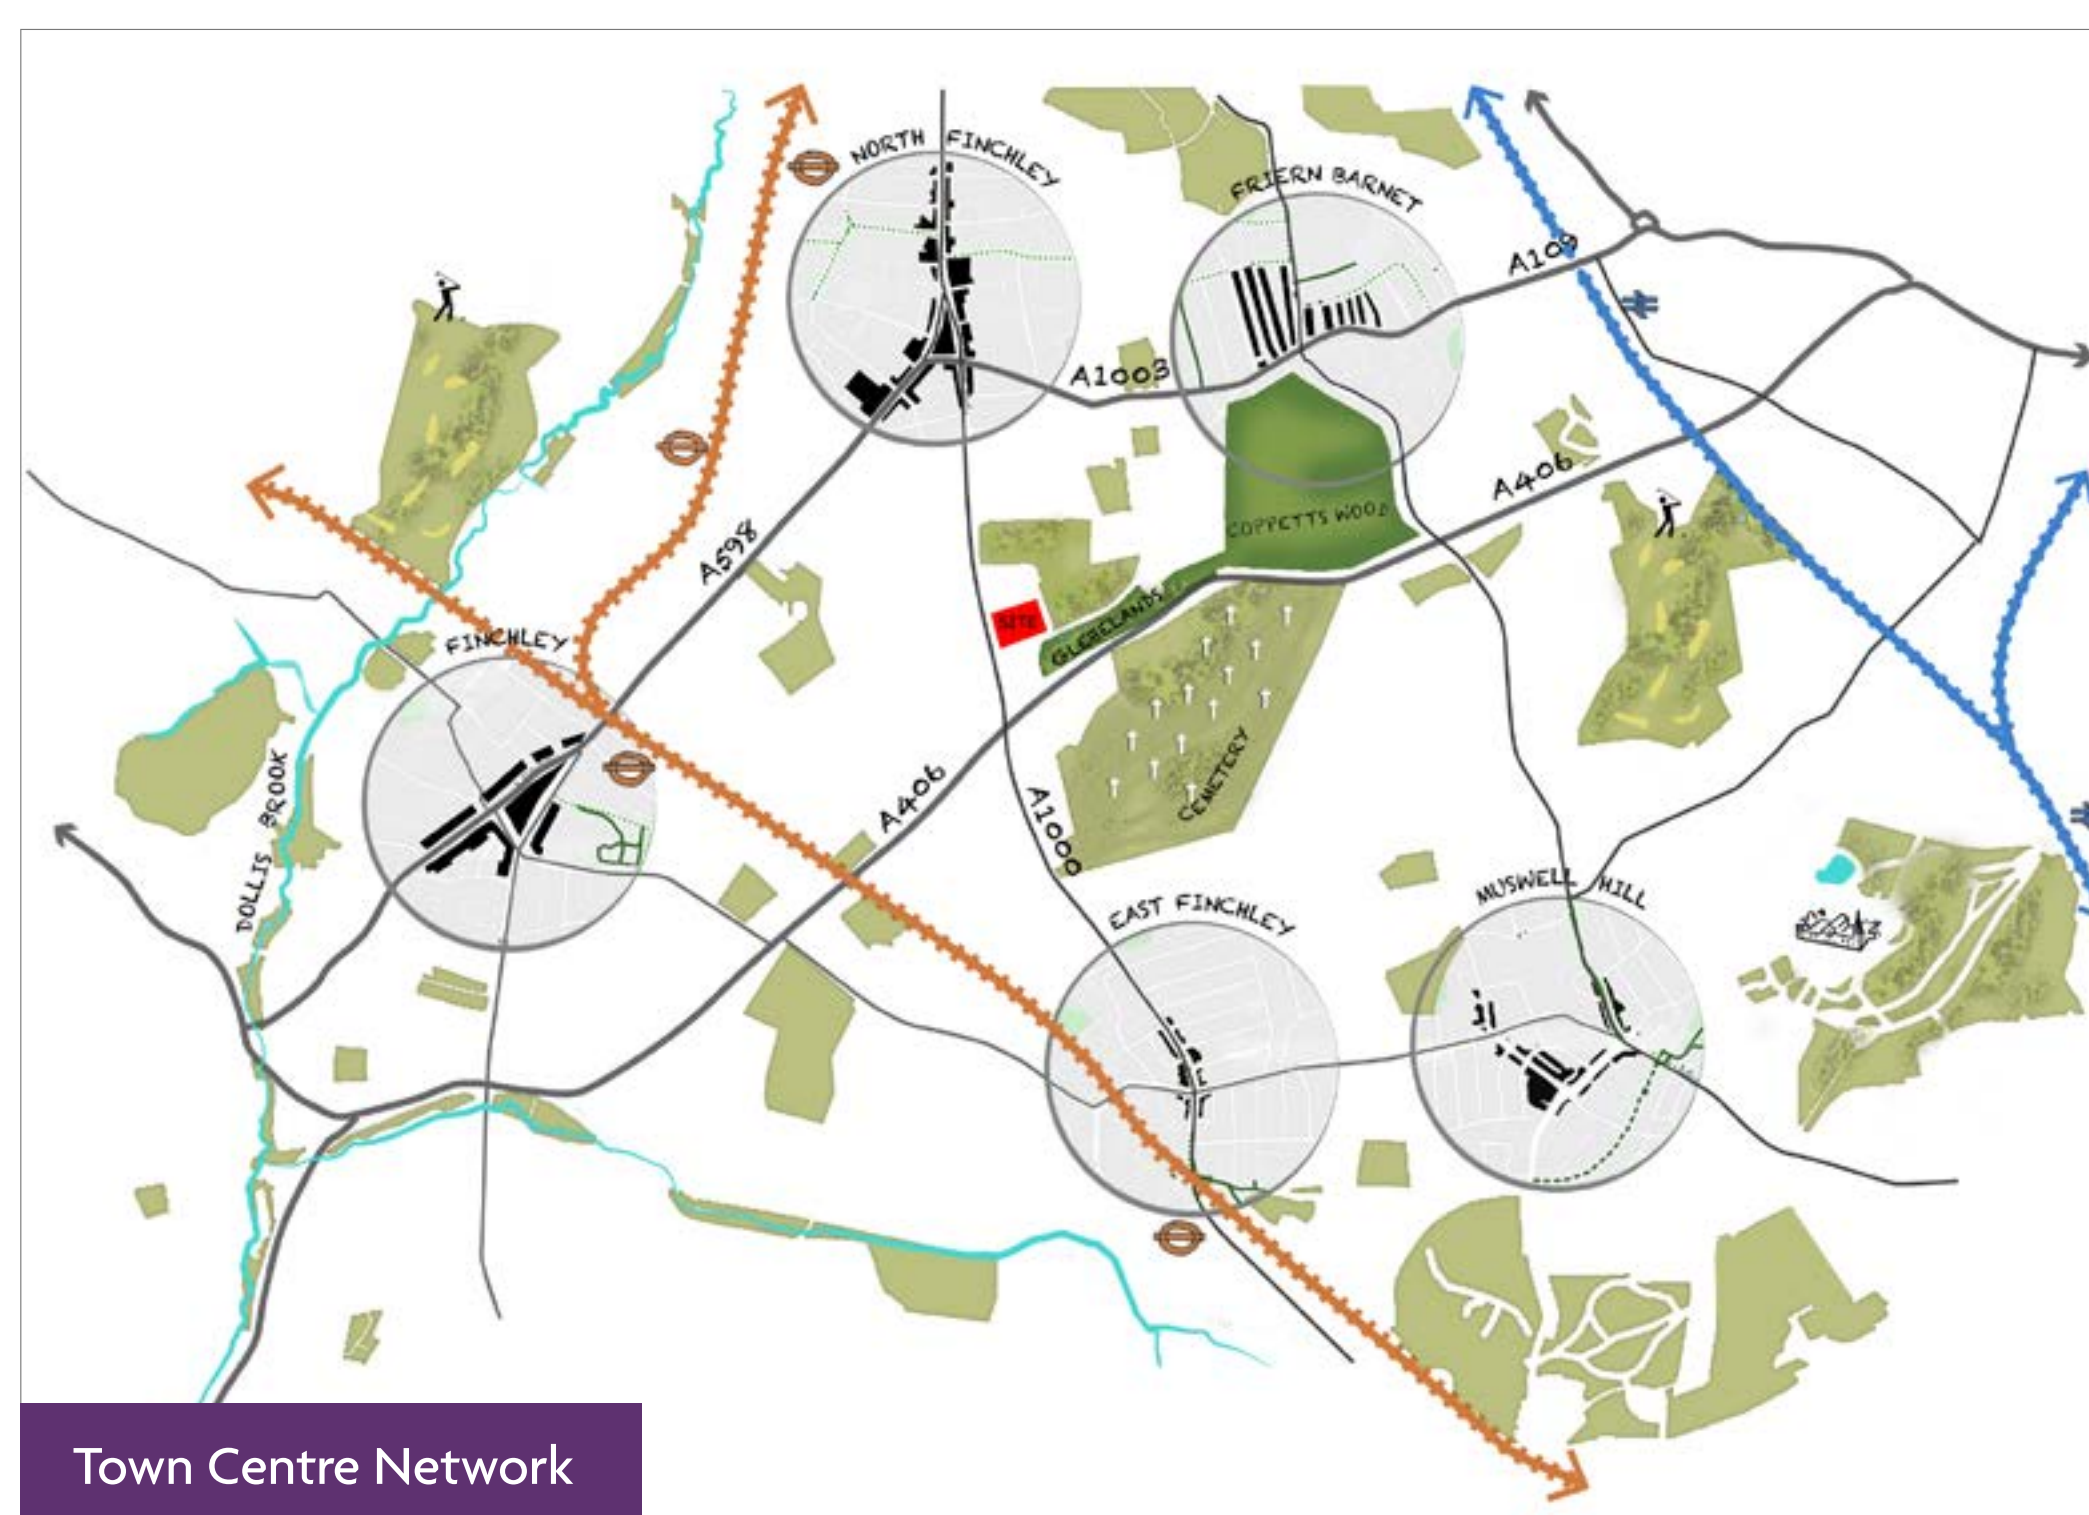 NORTH FINCHLEY
FRIERN BARNET
A109
A1003
A406
COPPETTS WOOD
A598
SITE
GLEBELANDS
FINCHLEY
CEMETERY
DOLLIS BROOK
A406
A1000
EAST FINCHLEY
MUSWELL HILL
Town Centre Network